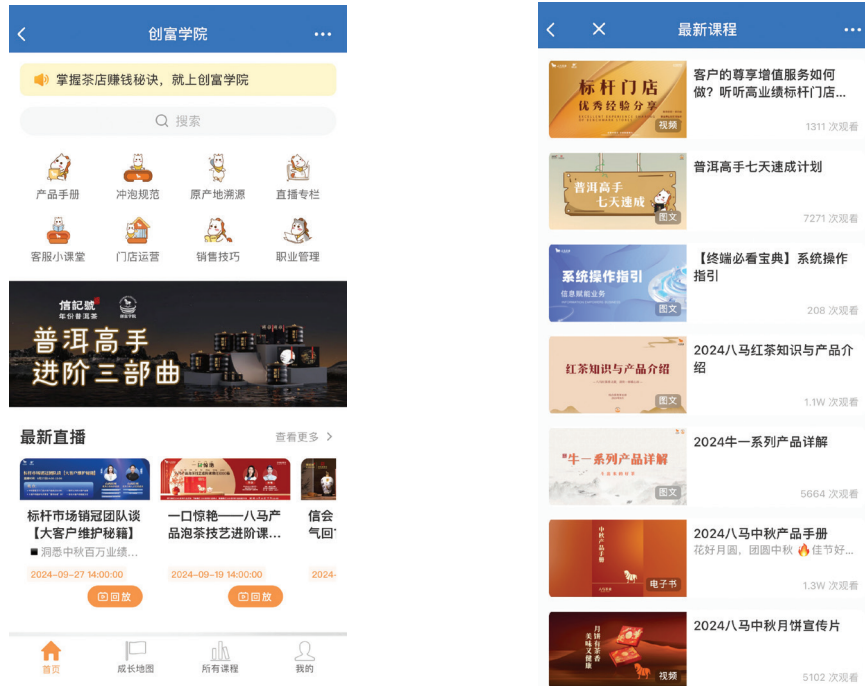 创富学院
掌握茶店赚钱秘诀，就上创富学院
搜索
产品手册
冲泡规范
原产地溯源
直播专栏
客服小课堂
门店运营
销售技巧
职业管理
信記號
年份普洱茶
普洱高手
进阶三部曲
最新直播
查看更多 >
标杆市场销冠团队谈
【大客户维护秘籍】
洞悉中秋百万业绩...
2024-09-27 14:00:00
回放
一口惊艳
一口惊艳——八马产
品泡茶技艺进阶课...
2024-09-19 14:00:00
回放
信会
气回
2024-
首页
成长地图
所有课程
我的
最新课程
标杆门店
优秀经验分享
视频
客户的尊享增值服务如何
做？听听高业绩标杆门店...
1311 次观看
普洱高手
七天速成
图文
普洱高手七天速成计划
7271 次观看
系统操作指引
信息赋能业务
图文
【终端必看宝典】系统操作
指引
208 次观看
红茶知识与产品介绍
图文
2024八马红茶知识与产品介
绍
1.1W 次观看
牛一系列产品详解
图文
2024牛一系列产品详解
5664 次观看
中秋产品手册
电子书
2024八马中秋产品手册
花好月圆，团圆中秋 🔥佳节好...
1.3W 次观看
月饼有茶香
美味又健康
视频
2024八马中秋月饼宣传片
5102 次观看